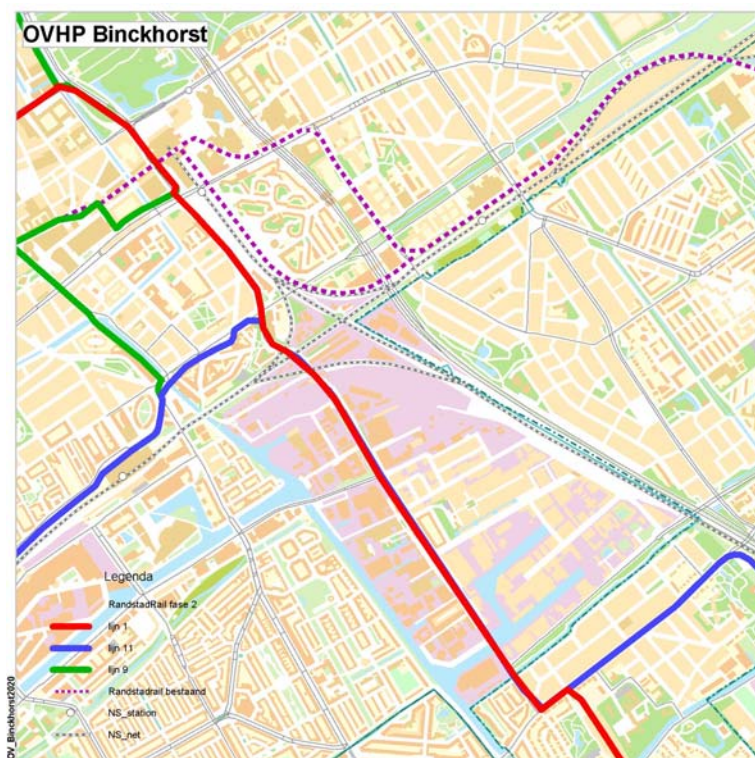 OVHP Binckhorst
Legenda
RandstadRail fase 2
lijn 1
lijn 11
lijn 9
Randstadrail bestaand
NS_station
NS_net
OV_Binckhorst2020